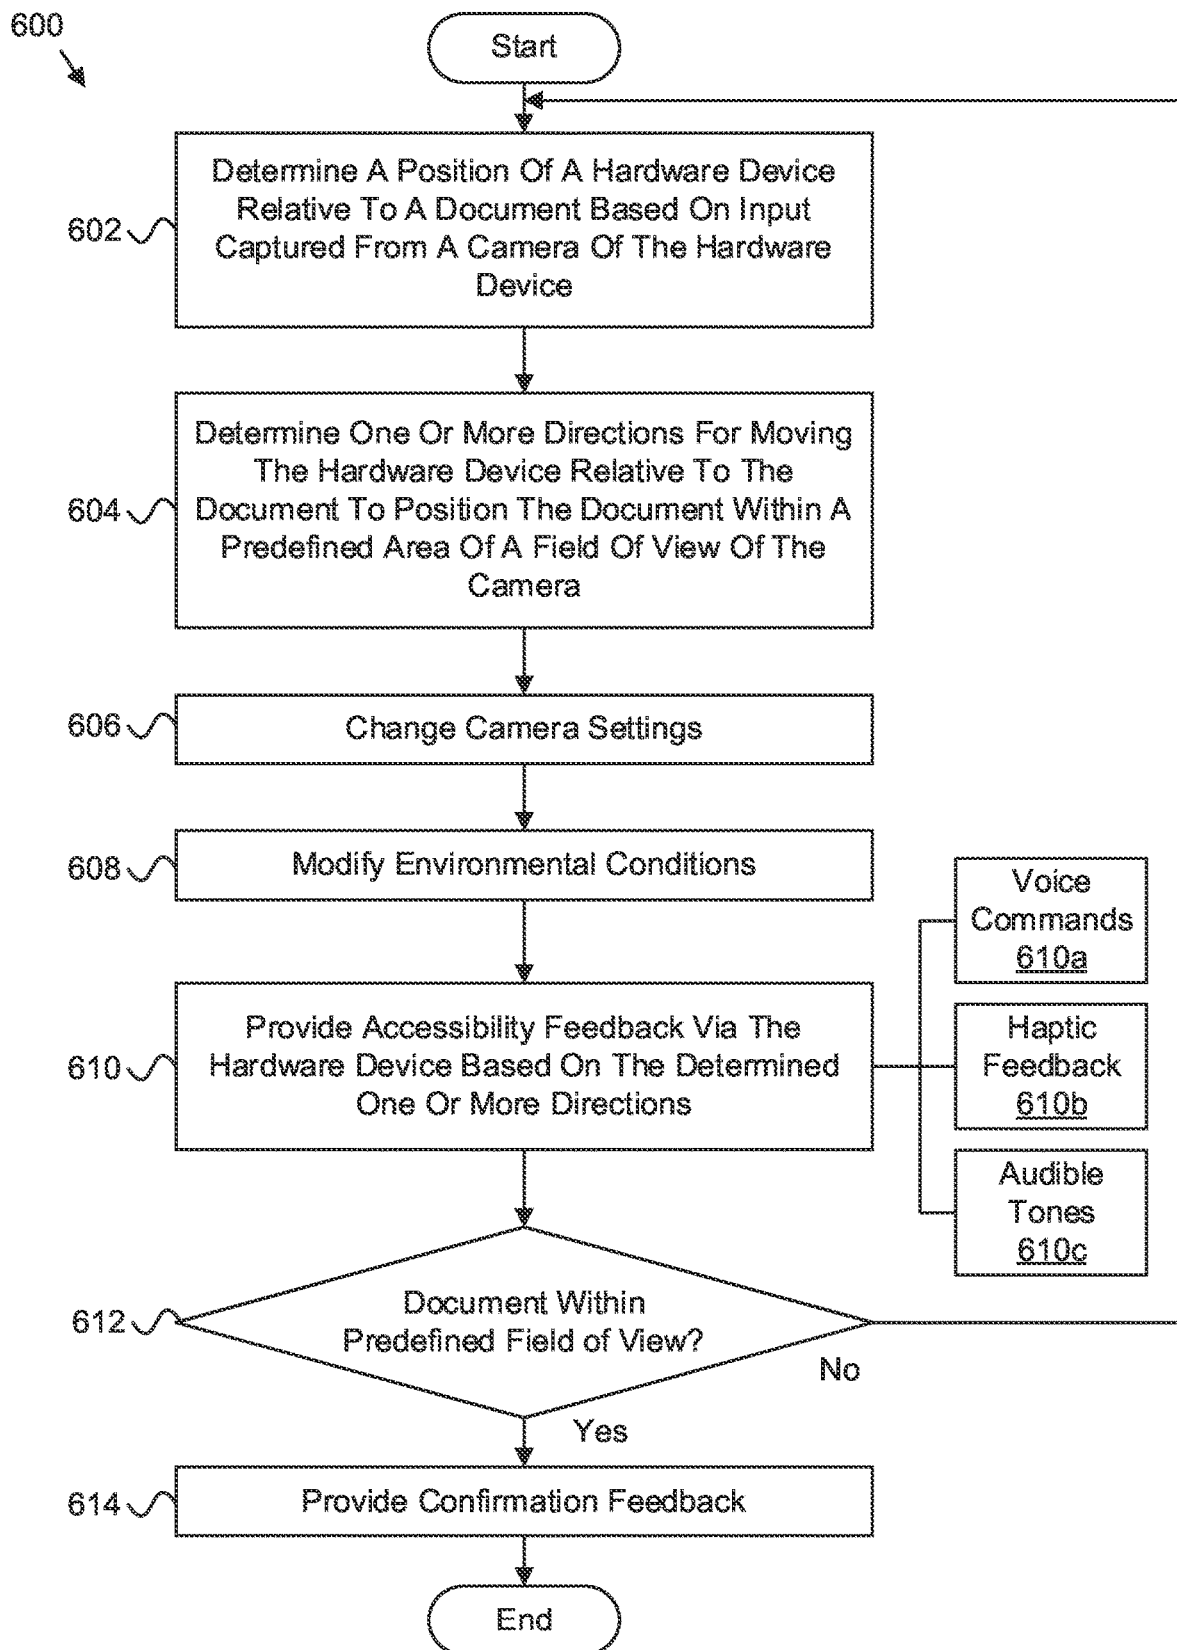 600
Start
Determine A Position Of A Hardware Device
Relative To A Document Based On Input
Captured From A Camera Of The Hardware
Device
602
Determine One Or More Directions For Moving
The Hardware Device Relative To The
Document To Position The Document Within A
Predefined Area Of A Field Of View Of The
Camera
604
606
Change Camera Settings
608
Modify Environmental Conditions
Provide Accessibility Feedback Via The
Hardware Device Based On The Determined
One Or More Directions
610
Voice
Commands
610a
Haptic
Feedback
610b
Audible
Tones
610c
612
Document Within
Predefined Field of View?
No
Yes
614
Provide Confirmation Feedback
End